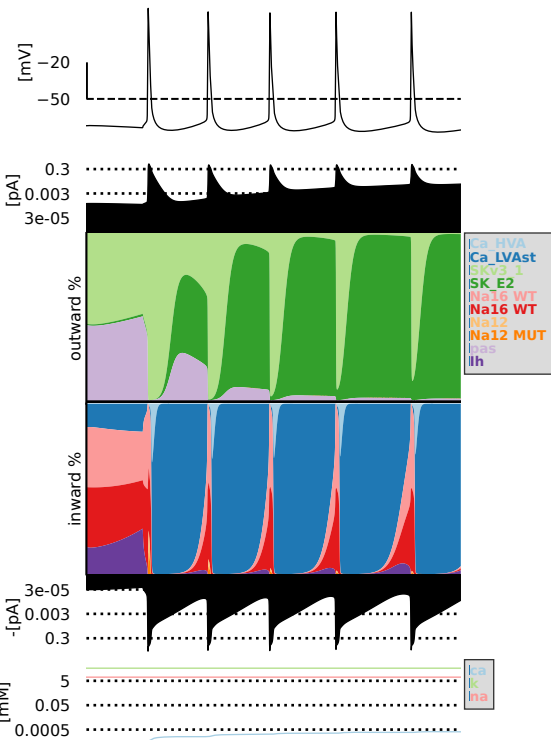 [mV]
−20
−50
[pA]
0.3
0.003
3e-05
outward %
Ca_HVA
Ca_LVAst
SKv3_1
SK_E2
Na16 WT
Na16 WT
Na12
Na12 MUT
pas
Ih
inward %
-[pA]
3e-05
0.003
0.3
[mM]
5
0.05
0.0005
ca
k
na